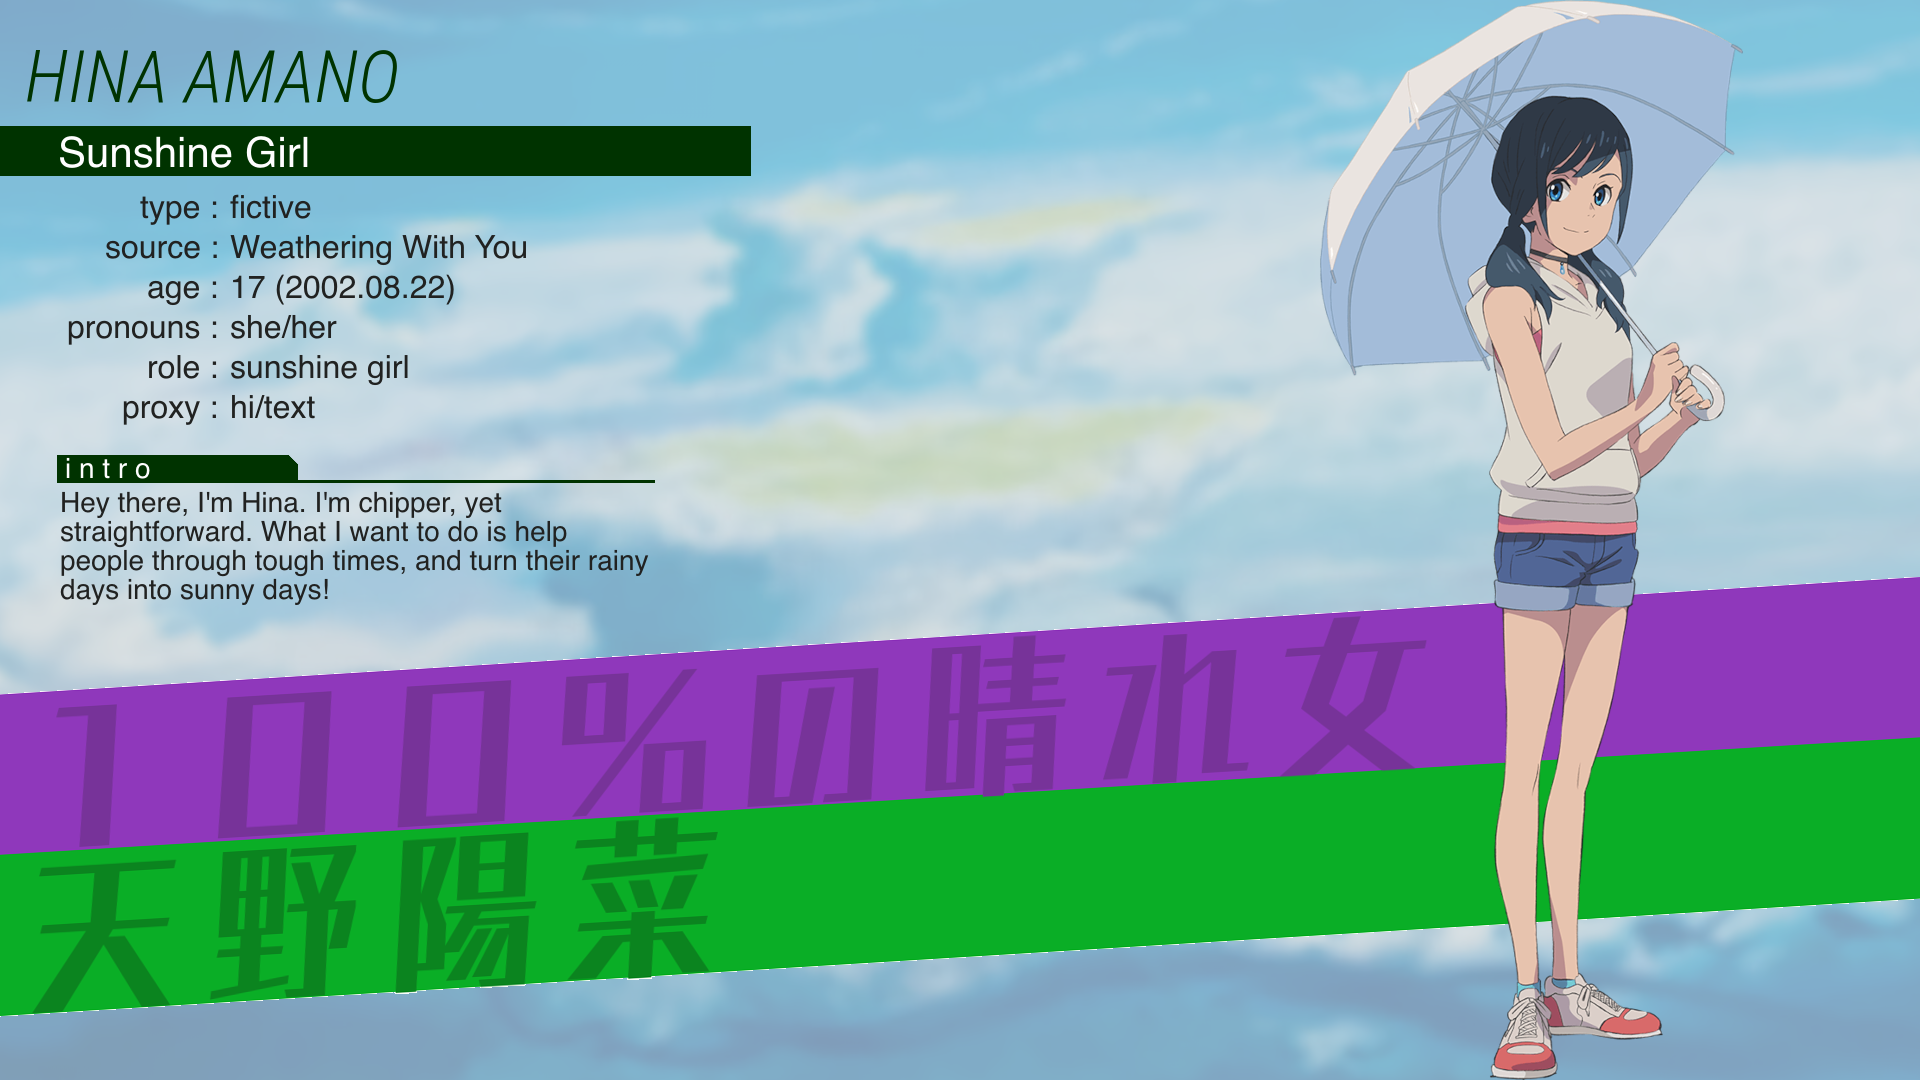 HINA AMANO
Sunshine Girl
type : fictive
source : Weathering With You
age : 17 (2002.08.22)
pronouns : she/her
role : sunshine girl
proxy : hi/text
intro
Hey there, I'm Hina. I'm chipper, yet
straightforward. What I want to do is help
people through tough times, and turn their rainy
days into sunny days!
100%の晴れ女
天野陽菜